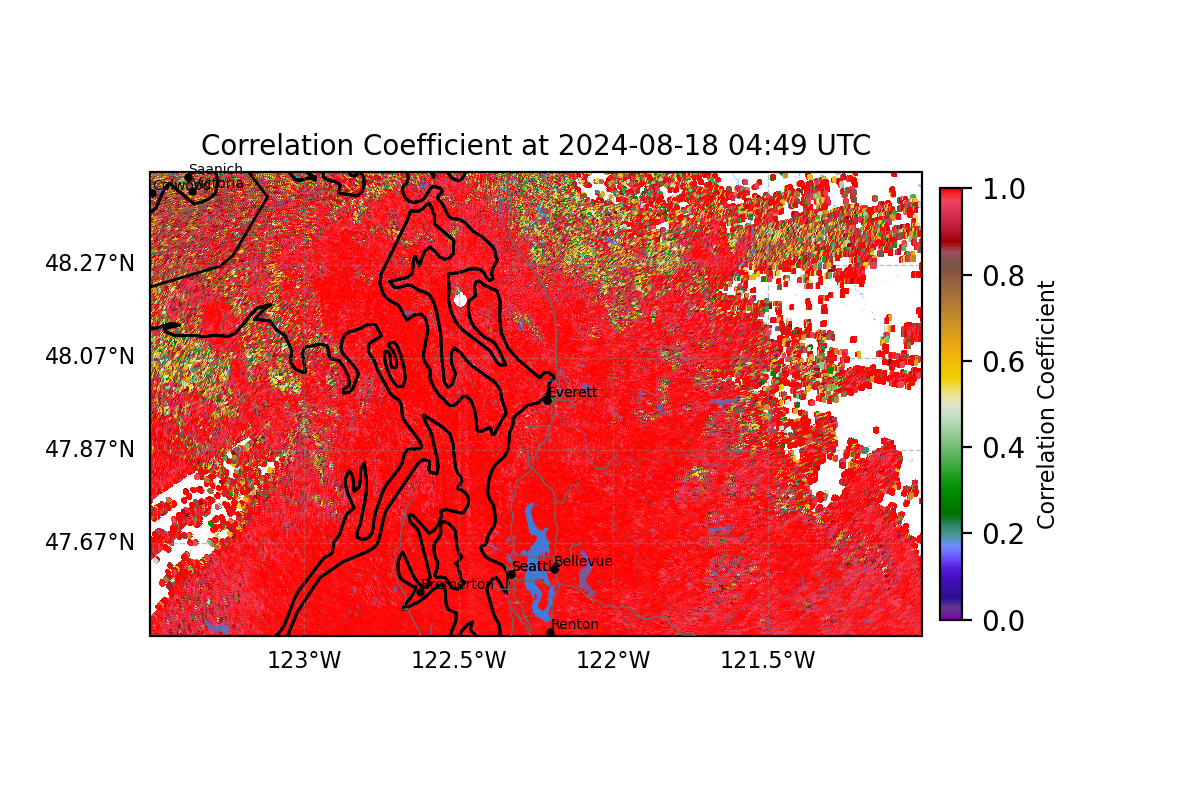 Correlation Coefficient at 2024-08-18 04:49 UTC
Saanich
Victoria
48.27°N
48.07°N
47.87°N
47.67°N
Everett
Seattle
Bellevue
Bremerton
Renton
123°W
122.5°W
122°W
121.5°W
1.0
0.8
0.6
0.4
0.2
0.0
Correlation Coefficient